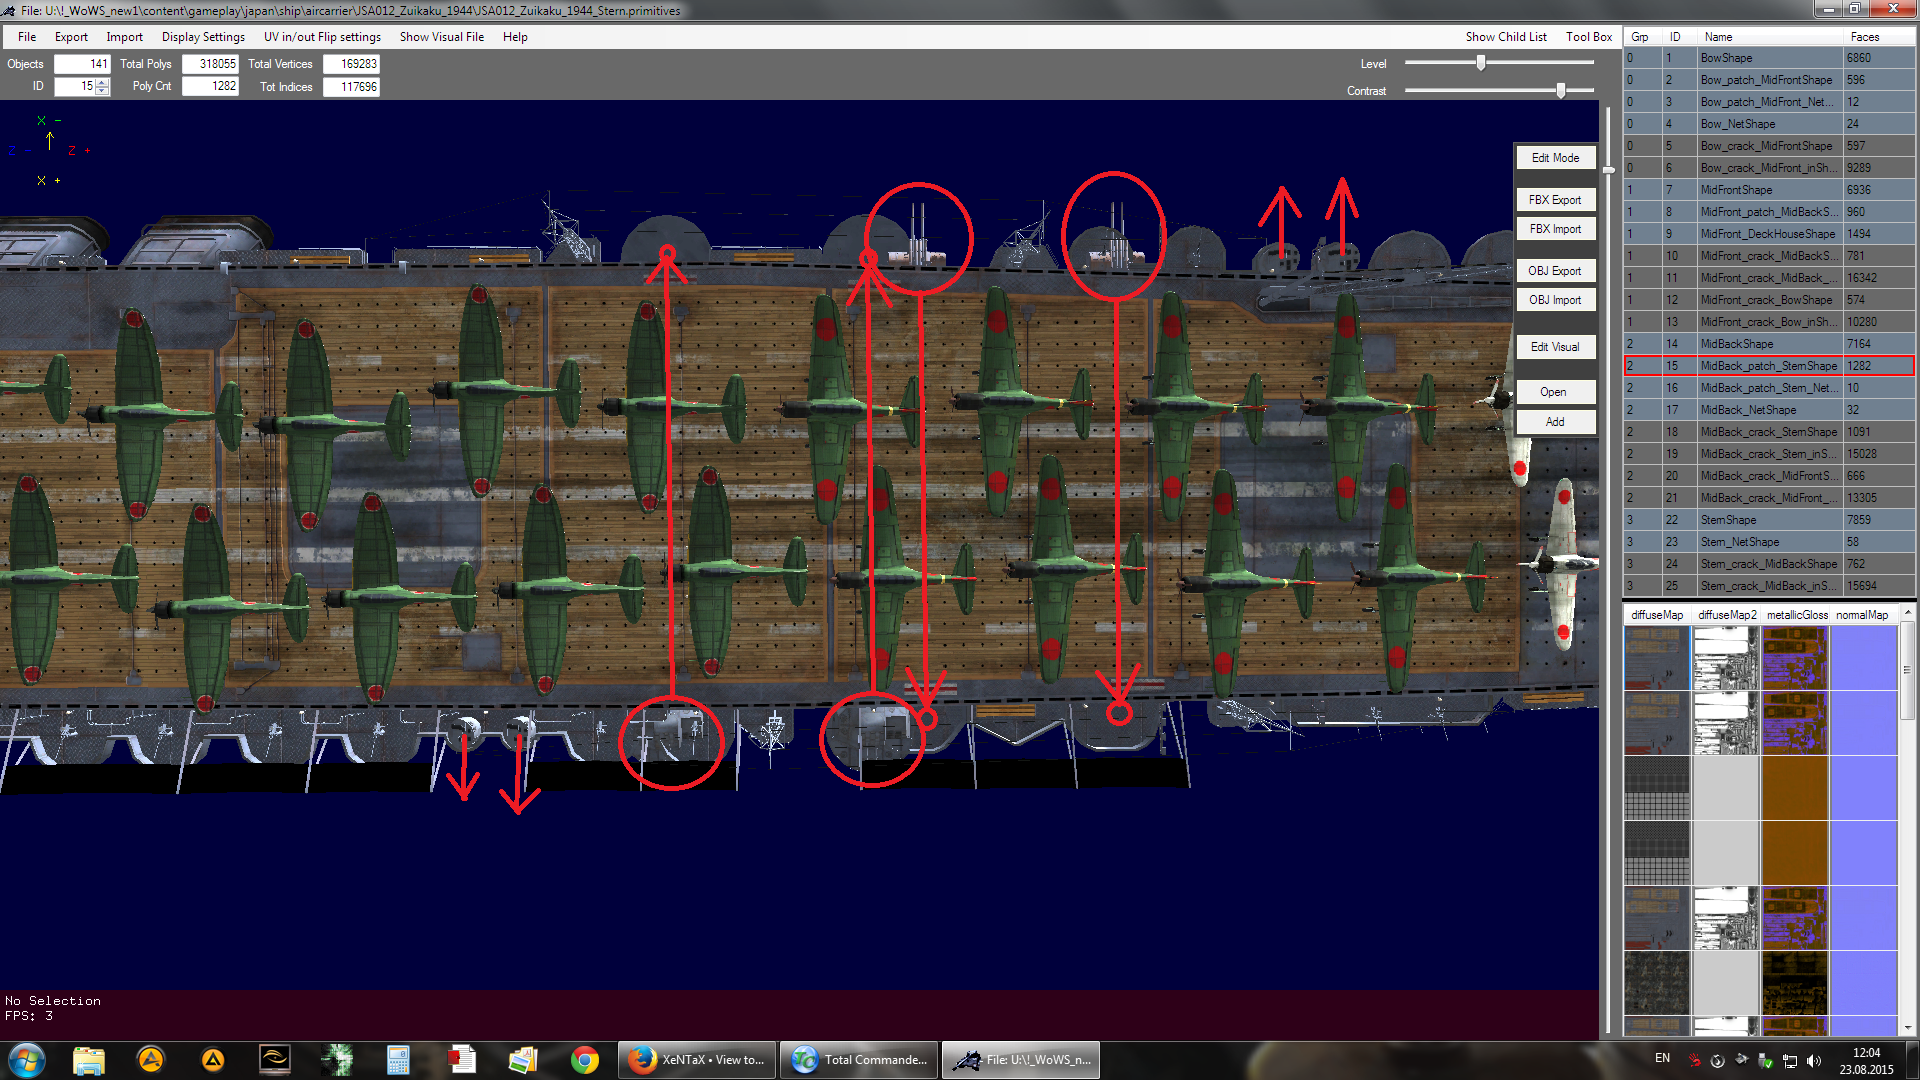 File: U:\!_WoWS_new1\content\gameplay\japan\ship\aircarrier\JSA012_Zuikaku_1944\JSA012_Zuikaku_1944_Stern.primitives
File Export Import Display Settings UV in/out Flip settings Show Visual File Help Show Child List Tool Box
Objects 141 Total Polys 318055 Total Vertices 169283
ID 15 Poly Cnt 1282 Tot Indices 117696
Level
Contrast
X -
Z - Z +
X +
Edit Mode
FBX Export
FBX Import
OBJ Export
OBJ Import
Edit Visual
Open
Add
Grp ID Name Faces
0 1 BowShape 6860
0 2 Bow_patch_MidFrontShape 596
0 3 Bow_patch_MidFront_Net... 12
0 4 Bow_NetShape 24
0 5 Bow_crack_MidFrontShape 597
0 6 Bow_crack_MidFront_inSh... 9289
1 7 MidFrontShape 6936
1 8 MidFront_patch_MidBackS... 960
1 9 MidFront_DeckHouseShape 1494
1 10 MidFront_crack_MidBackS... 781
1 11 MidFront_crack_MidBack_... 16342
1 12 MidFront_crack_BowShape 574
1 13 MidFront_crack_Bow_inSh... 10280
2 14 MidBackShape 7164
2 15 MidBack_patch_SternShape 1282
2 16 MidBack_patch_Stern_Net... 10
2 17 MidBack_NetShape 32
2 18 MidBack_crack_SternShape 1091
2 19 MidBack_crack_Stern_inS... 15028
2 20 MidBack_crack_MidFrontS... 666
2 21 MidBack_crack_MidFront_... 13305
3 22 SternShape 7859
3 23 Stern_NetShape 58
3 24 Stern_crack_MidBackShape 762
3 25 Stern_crack_MidBack_inS... 15694
diffuseMap diffuseMap2 metallicGloss normalMap
No Selection
FPS: 3
XeNTaX • View to...
Total Commande...
File: U:\!_WoWS_n...
EN
12:04
23.08.2015